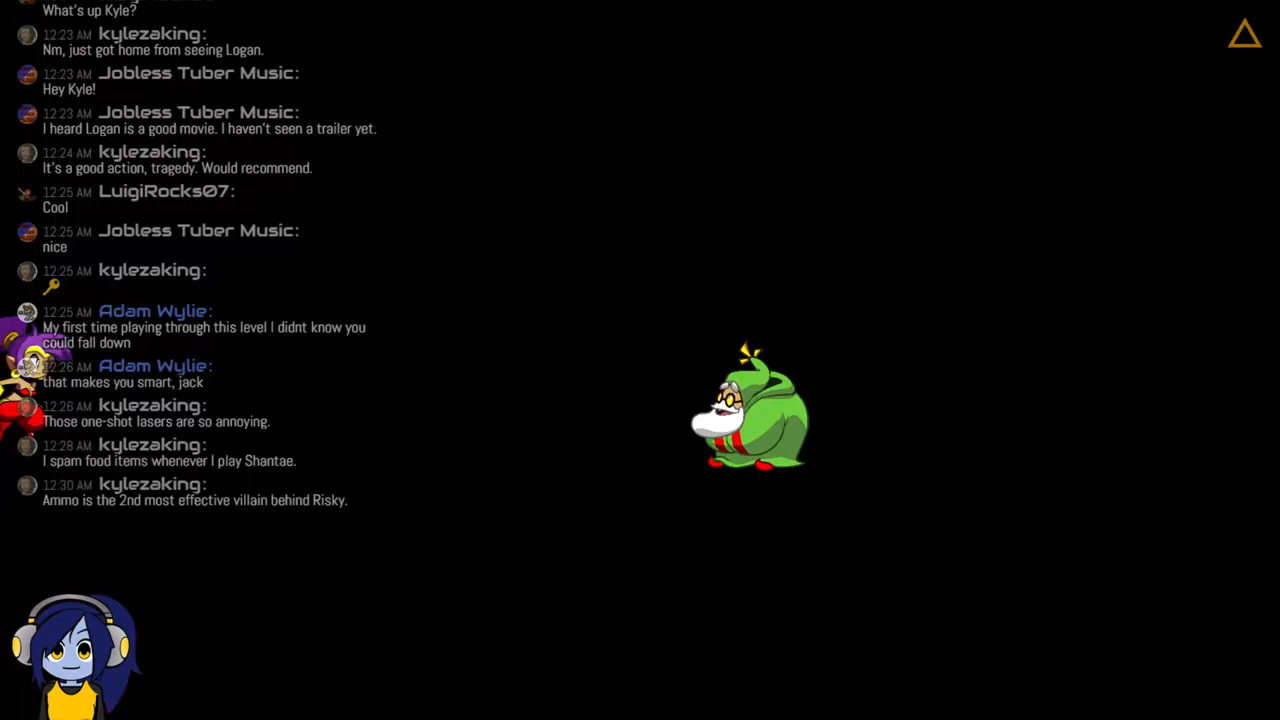 What's up Kyle?
12:23 AM kylezaking:
Nm, just got home from seeing Logan.
12:23 AM Jobless Tuber Music:
Hey Kyle!
12:23 AM Jobless Tuber Music:
I heard Logan is a good movie. I haven't seen a trailer yet.
12:24 AM kylezaking:
It's a good action, tragedy. Would recommend.
12:25 AM LuigiRocks07:
Cool
12:25 AM Jobless Tuber Music:
nice
12:25 AM kylezaking:
12:25 AM Adam Wylie:
My first time playing through this level I didnt know you
could fall down
12:26 AM Adam Wylie:
that makes you smart, jack
12:26 AM kylezaking:
Those one-shot lasers are so annoying.
12:28 AM kylezaking:
I spam food items whenever I play Shantae.
12:30 AM kylezaking:
Ammo is the 2nd most effective villain behind Risky.